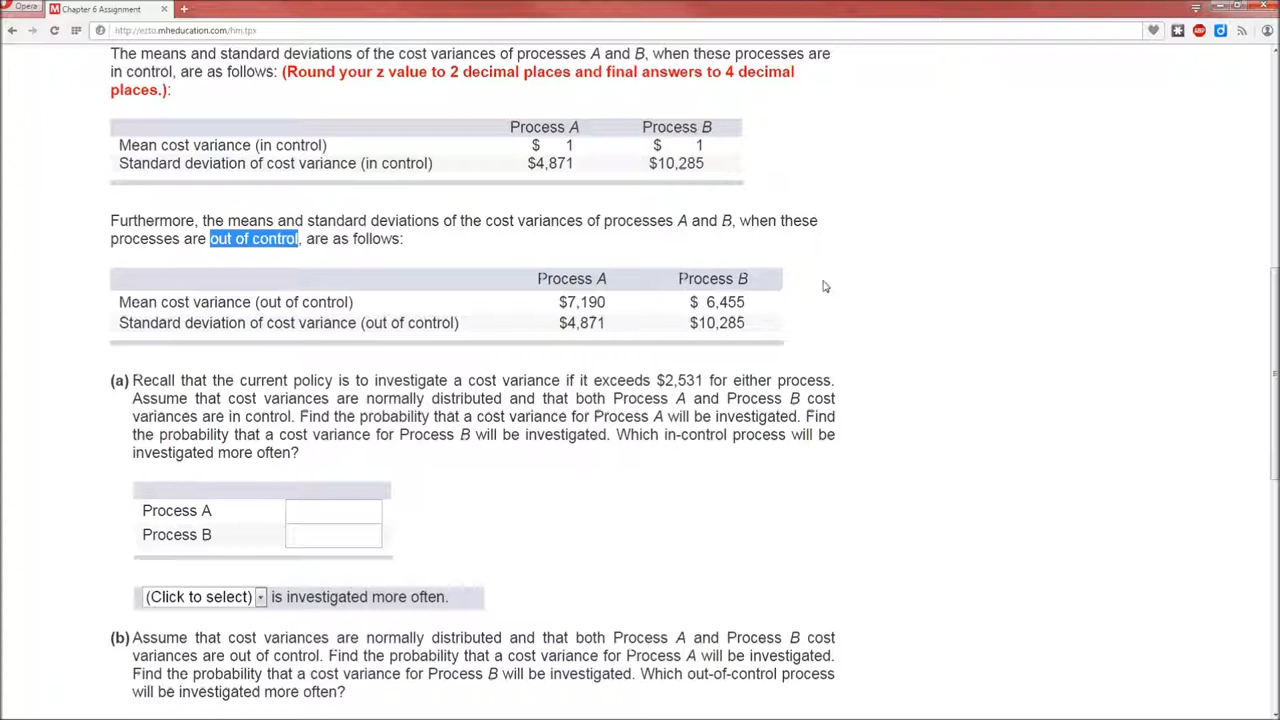 Opera
Chapter 6 Assignment
http://ezto.mheducation.com/hm.tpx
The means and standard deviations of the cost variances of processes A and B, when these processes are
in control, are as follows: (Round your z value to 2 decimal places and final answers to 4 decimal
places.):
Process A Process B
Mean cost variance (in control) $ 1 $ 1
Standard deviation of cost variance (in control) $4,871 $10,285
Furthermore, the means and standard deviations of the cost variances of processes A and B, when these
processes are out of control, are as follows:
Process A Process B
Mean cost variance (out of control) $7,190 $ 6,455
Standard deviation of cost variance (out of control) $4,871 $10,285
(a) Recall that the current policy is to investigate a cost variance if it exceeds $2,531 for either process.
Assume that cost variances are normally distributed and that both Process A and Process B cost
variances are in control. Find the probability that a cost variance for Process A will be investigated. Find
the probability that a cost variance for Process B will be investigated. Which in-control process will be
investigated more often?
Process A
Process B
(Click to select) is investigated more often.
(b) Assume that cost variances are normally distributed and that both Process A and Process B cost
variances are out of control. Find the probability that a cost variance for Process A will be investigated.
Find the probability that a cost variance for Process B will be investigated. Which out-of-control process
will be investigated more often?